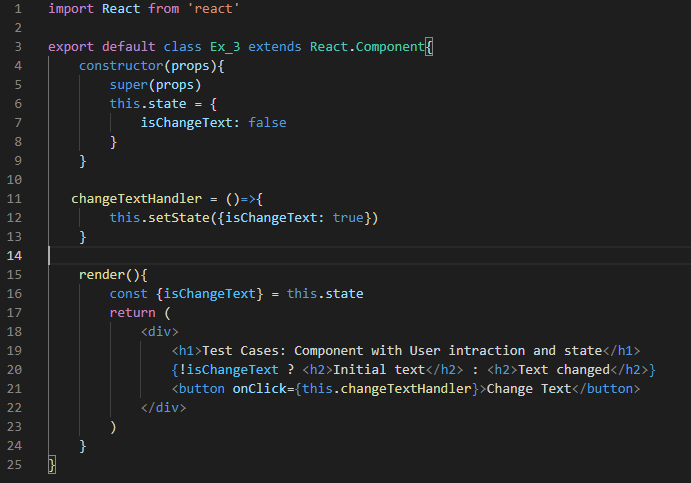 1 import React from 'react'
2
3 export default class Ex_3 extends React.Component{
4     constructor(props){
5         super(props)
6         this.state = {
7             isChangeText: false
8         }
9     }
10
11    changeTextHandler = ()=>{
12         this.setState({isChangeText: true})
13     }
14
15     render(){
16         const {isChangeText} = this.state
17         return (
18             <div>
19                 <h1>Test Cases: Component with User intraction and state</h1>
20                 {!isChangeText ? <h2>Initial text</h2> : <h2>Text changed</h2>}
21                 <button onClick={this.changeTextHandler}>Change Text</button>
22             </div>
23         )
24     }
25 }